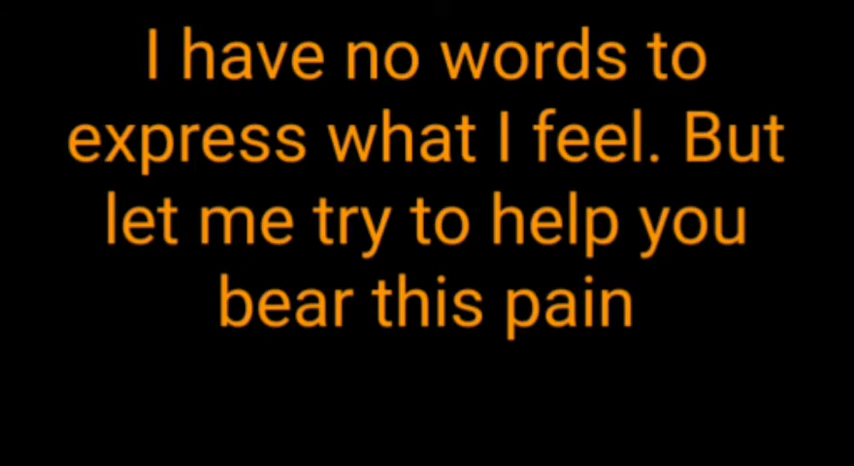 I have no words to
express what I feel. But
let me try to help you
bear this pain